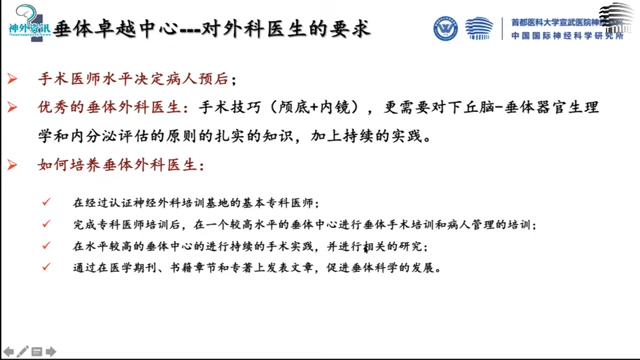 神外资讯
垂体卓越中心---对外科医生的要求
首都医科大学宣武医院神经外科
中国国际神经科学研究所
手术医师水平决定病人预后；
优秀的垂体外科医生：手术技巧（颅底+内镜），更需要对下丘脑-垂体器官生理
学和内分泌评估的原则的扎实的知识，加上持续的实践。
如何培养垂体外科医生：
在经过认证神经外科培训基地的基本专科医师；
完成专科医师培训后，在一个较高水平的垂体中心进行垂体手术培训和病人管理的培训；
在水平较高的垂体中心的进行持续的手术实践，并进行相关的研究；
通过在医学期刊、书籍章节和专著上发表文章，促进垂体科学的发展。